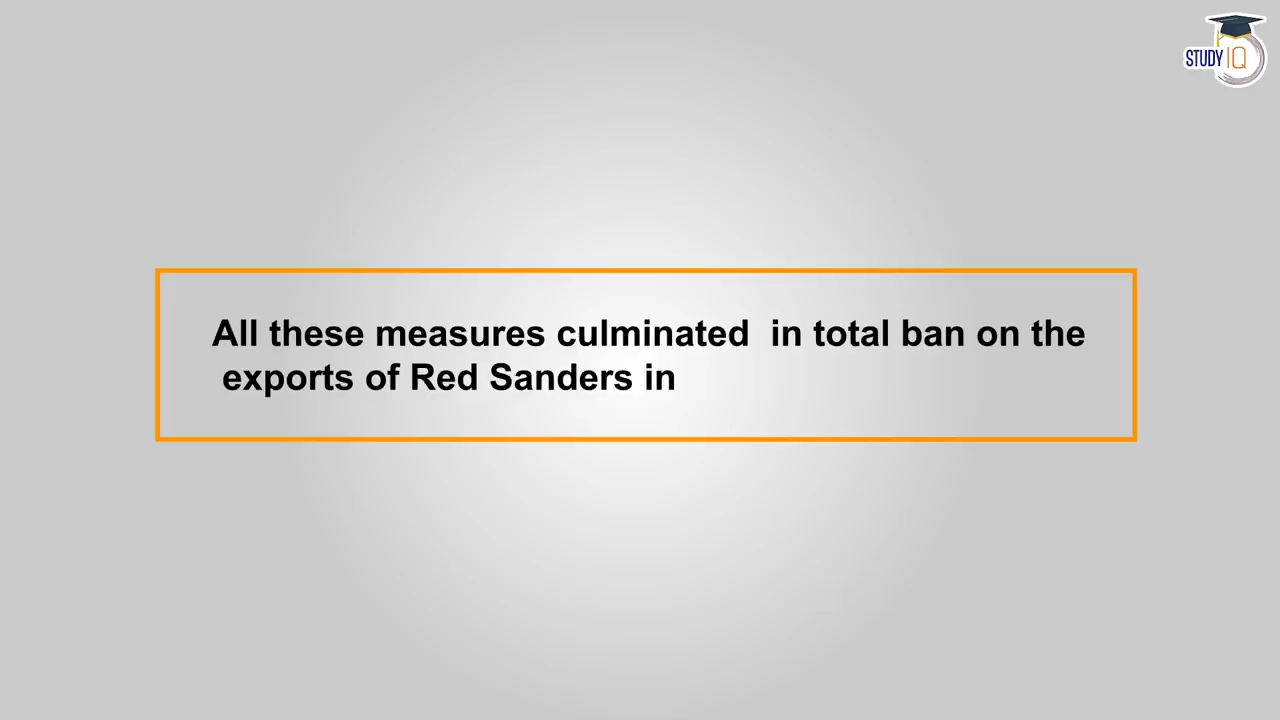 STUDY IQ
All these measures culminated  in total ban on the
exports of Red Sanders in